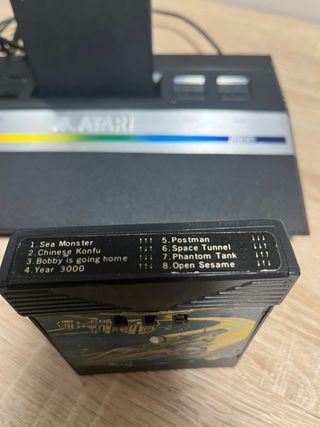 ATARI
2600
1.Sea Monster ↑↑↑
2.Chinese Konfu ↓↑↑
3.Bobby is going home ↑↓↑
4.Year 3000 ↓↓↑
5.Postman ↓↓↓
6.Space Tunnel ↑↓↓
7.Phantom Tank ↓↑↓
8.Open Sesame ↑↑↓